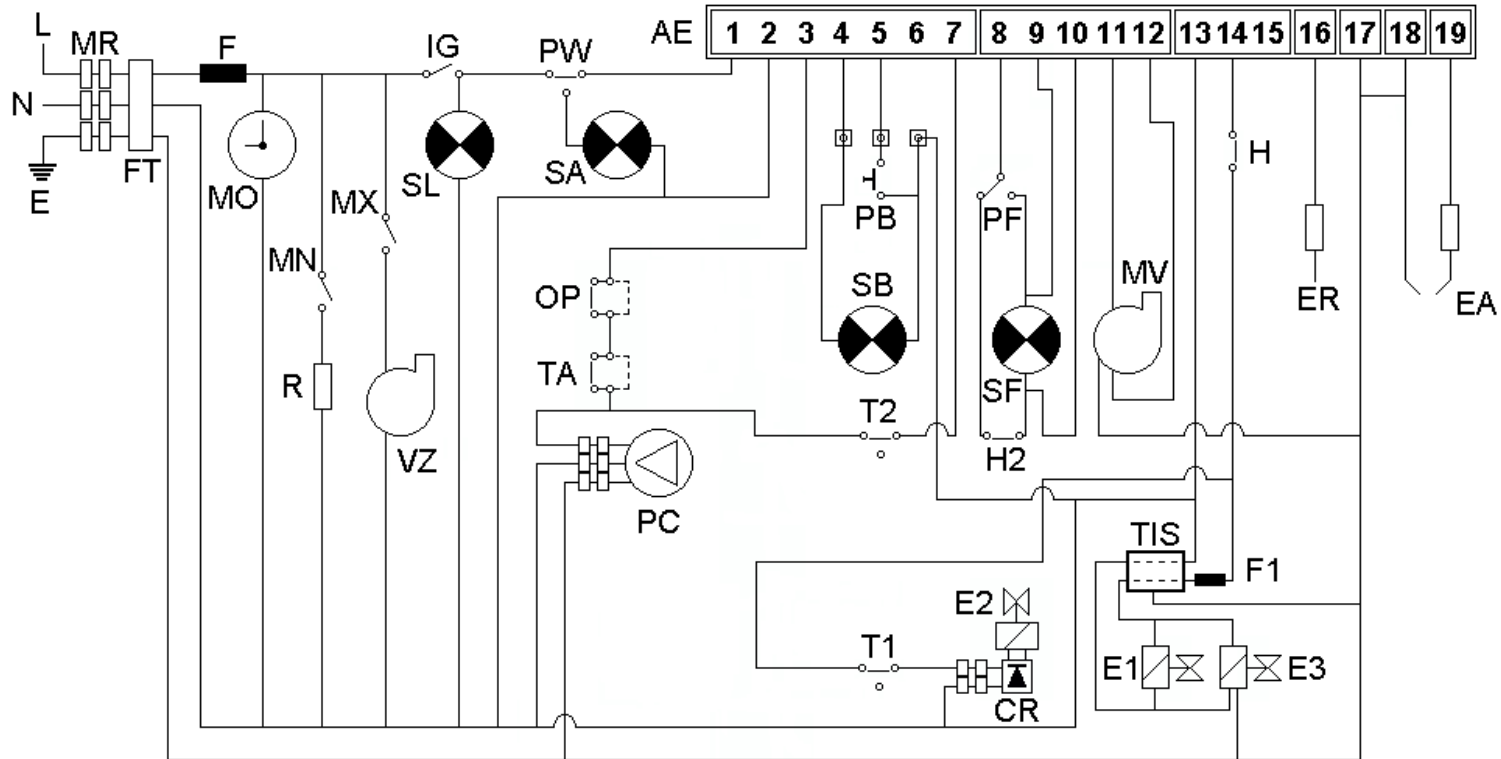 L MR F IG PW AE 1 2 3 4 5 6 7 8 9 10 11 12 13 14 15 16 17 18 19
N
E FT MO MX SL SA PB PF H
MN OP SB MV ER EA
R TA SF
VZ T2 H2
PC
TIS F1
E2
T1 E1 E3
CR